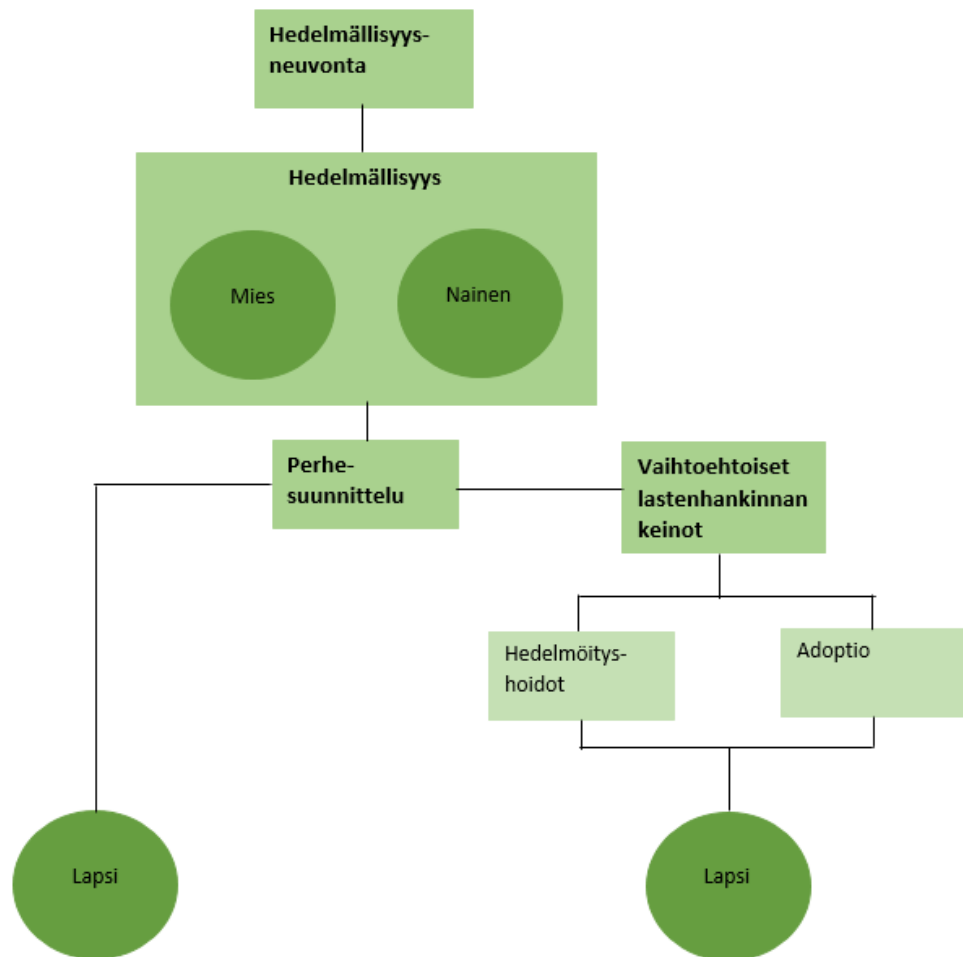 Hedelmällisyys-
neuvonta
Hedelmällisyys
Mies
Nainen
Perhe-
suunnittelu
Vaihtoehtoiset
lastenhankinnan
keinot
Hedelmöitys-
hoidot
Adoptio
Lapsi
Lapsi